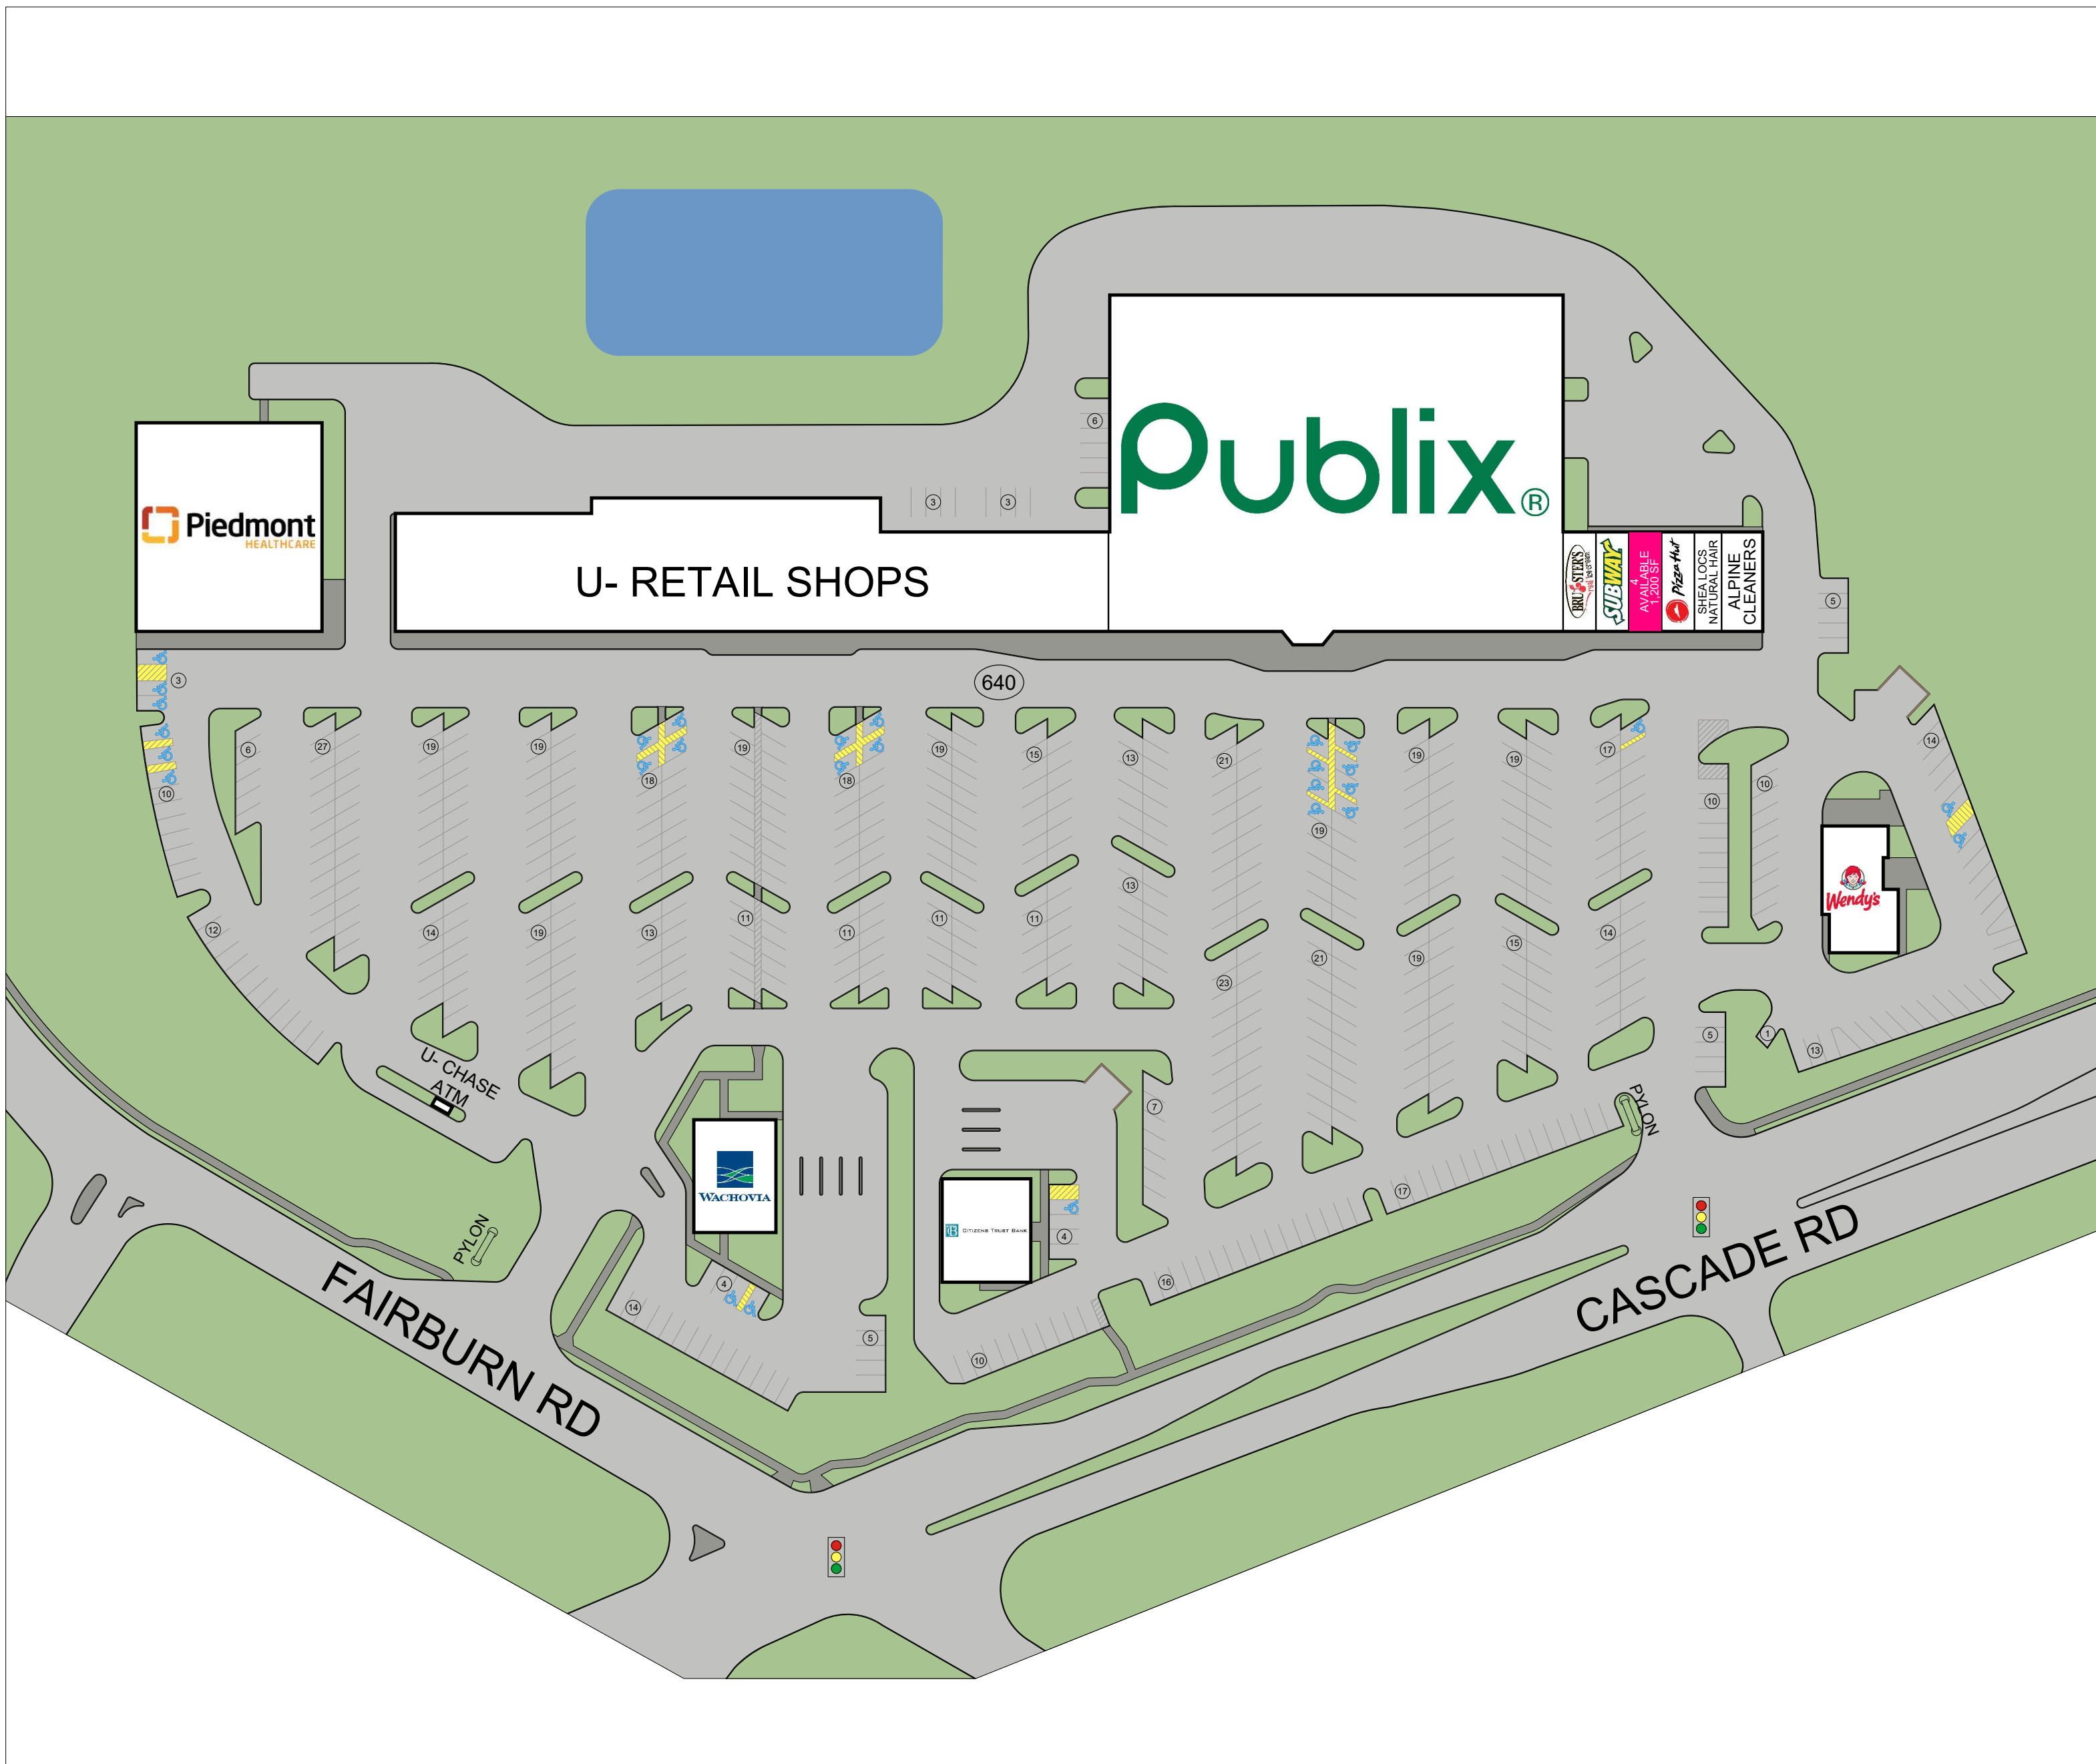 Publix®
6
3
3
Piedmont
HEALTHCARE
U- RETAIL SHOPS
BRUSTER'S
SUBWAY
4
AVAILABLE
1,200 SF
Pizza Hut
SHEA LOCS
NATURAL HAIR
ALPINE
CLEANERS
5
3
640
6
27
19
19
18
19
18
19
15
13
21
19
19
19
17
10
10
14
10
12
14
19
13
11
11
11
11
13
23
21
19
15
14
Wendy's
5
1
13
U- CHASE
ATM
7
PYLON
WACHOVIA
CITIZENS TRUST BANK
4
17
16
PYLON
4
14
5
10
FAIRBURN RD
CASCADE RD